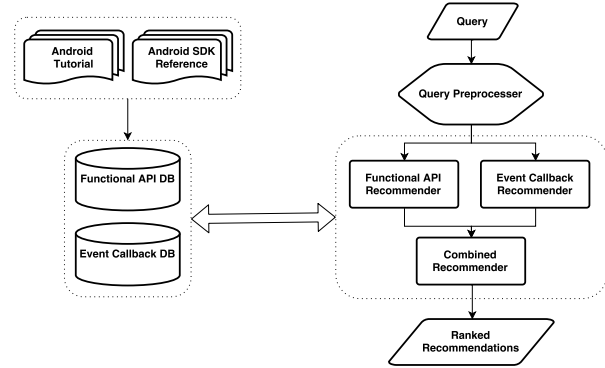 Query
Android
Tutorial
Android SDK
Reference
Query Preprocesser
Functional API DB
Functional API
Recommender
Event Callback
Recommender
Event Callback DB
Combined
Recommender
Ranked
Recommendations